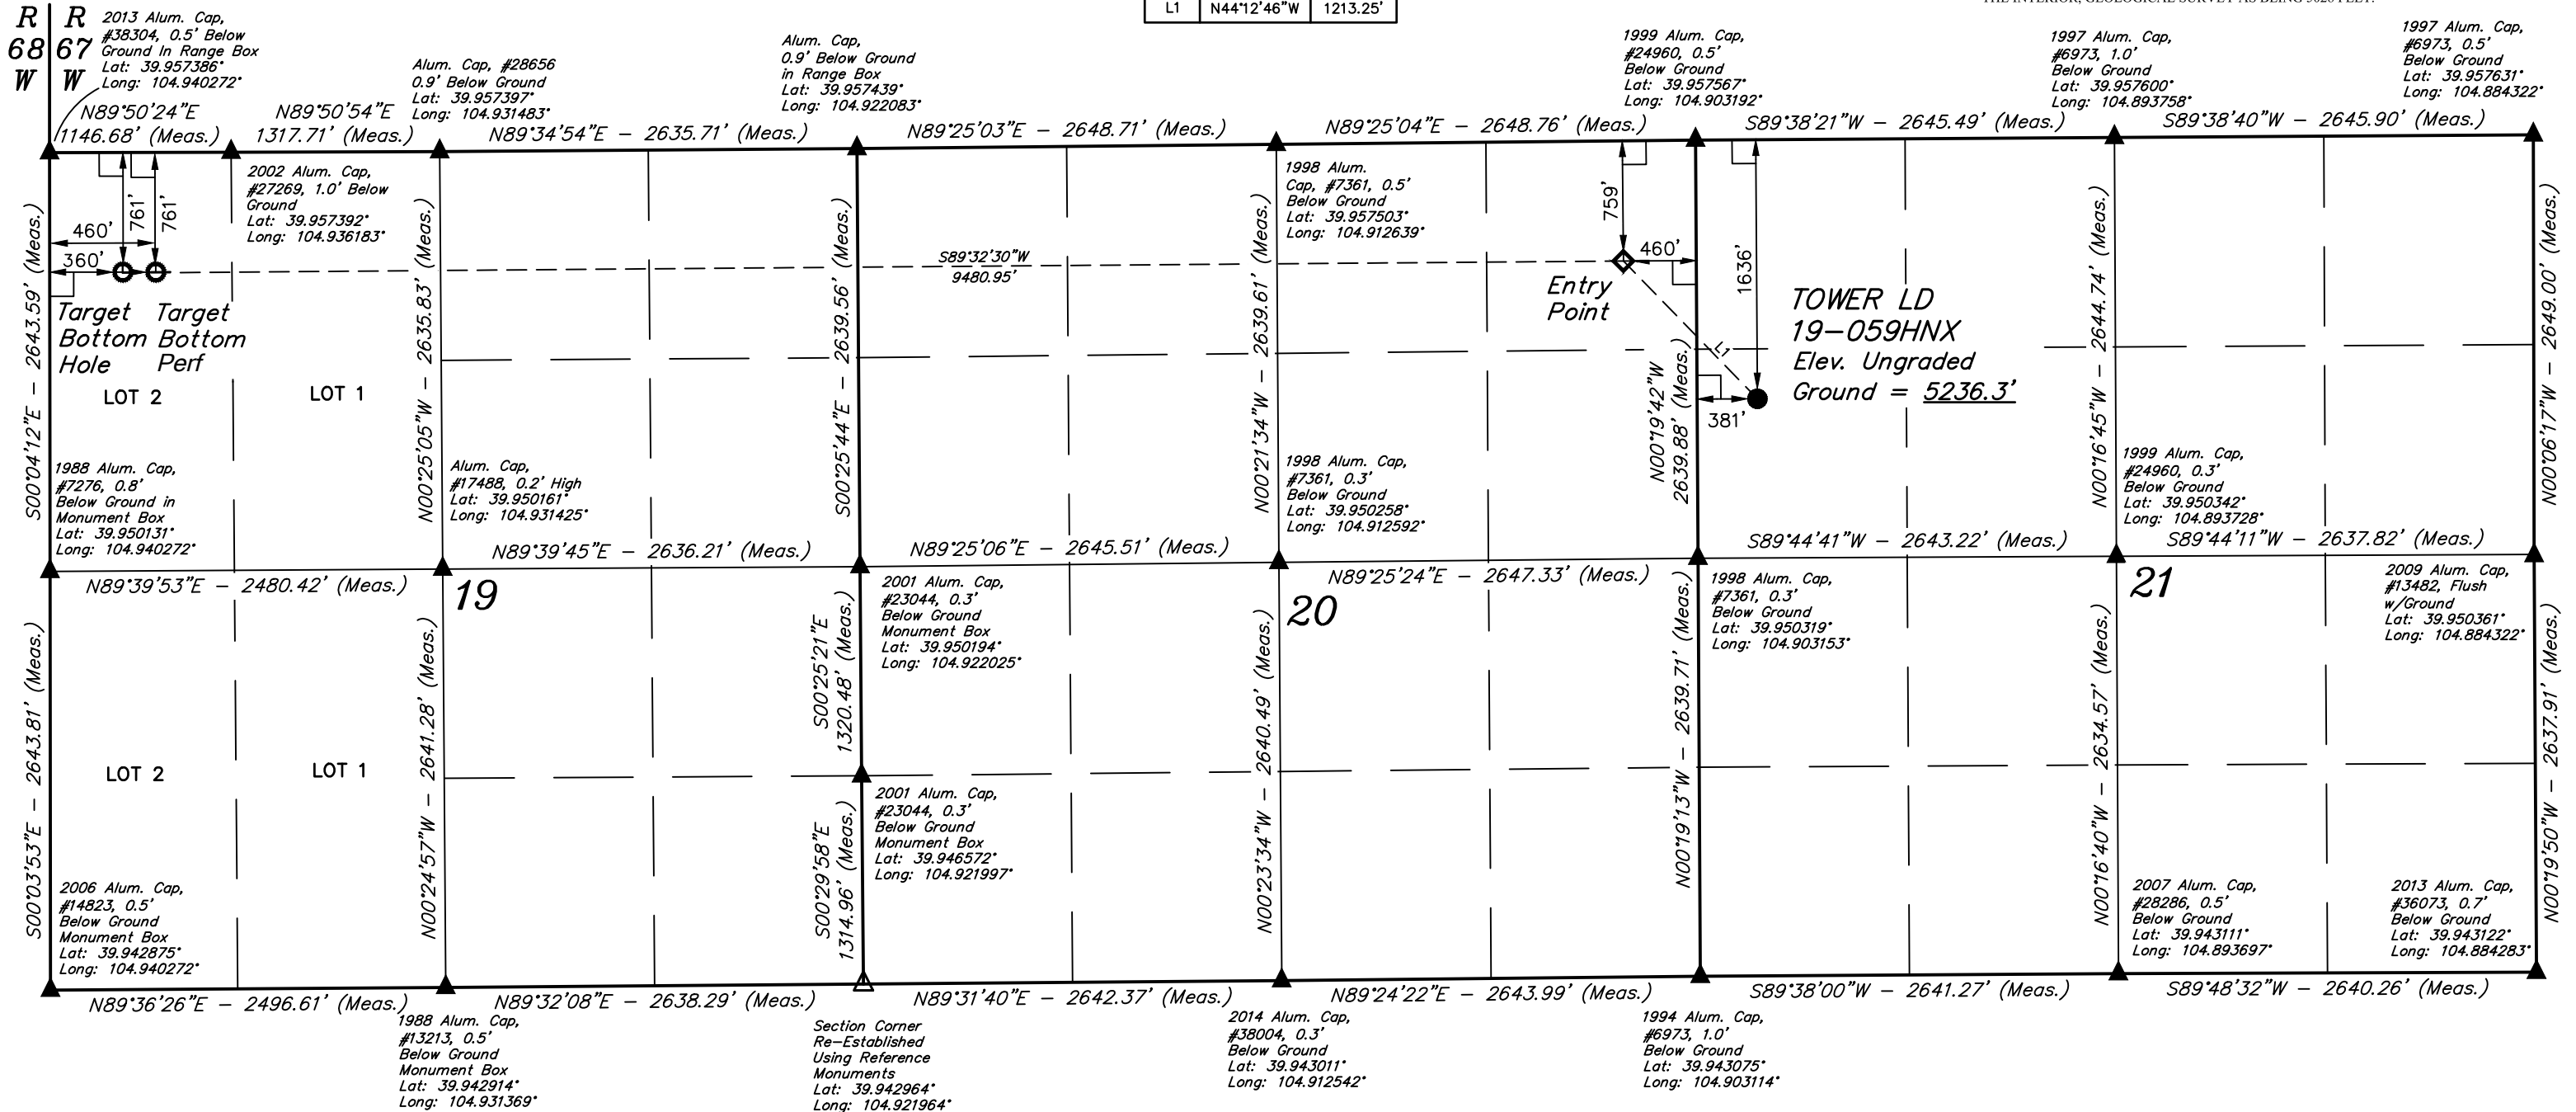 L1 N44°12'46"W 1213.25'
THE INTERIOR, GEOLOGICAL SURVEY AS BEING 5026 FEET.
R R
68 67
W W
2013 Alum. Cap,
#38304, 0.5' Below
Ground In Range Box
Lat: 39.957386°
Long: 104.940272°
Alum. Cap, #28656
0.9' Below Ground
Lat: 39.957397°
Long: 104.931483°
Alum. Cap,
0.9' Below Ground
in Range Box
Lat: 39.957439°
Long: 104.922083°
1999 Alum. Cap,
#24960, 0.5'
Below Ground
Lat: 39.957567°
Long: 104.903192°
1997 Alum. Cap,
#6973, 1.0'
Below Ground
Lat: 39.957600°
Long: 104.893758°
1997 Alum. Cap,
#6973, 0.5'
Below Ground
Lat: 39.957631°
Long: 104.884322°
N89°50'24"E
1146.68' (Meas.)
N89°50'54"E
1317.71' (Meas.)
N89°34'54"E – 2635.71' (Meas.)
N89°25'03"E – 2648.71' (Meas.)
N89°25'04"E – 2648.76' (Meas.)
S89°38'21"W – 2645.49' (Meas.)
S89°38'40"W – 2645.90' (Meas.)
2002 Alum. Cap,
#27269, 1.0' Below
Ground
Lat: 39.957392°
Long: 104.936183°
1998 Alum.
Cap, #7361, 0.5'
Below Ground
Lat: 39.957503°
Long: 104.912639°
761'
761'
460'
360'
Target
Bottom
Hole
Target
Bottom
Perf
S89°32'30"W
9480.95'
759'
460'
Entry
Point
1636'
L1
381'
TOWER LD
19–059HNX
Elev. Ungraded
Ground = 5236.3'
S00°04'12"E – 2643.59' (Meas.)
N00°25'05"W – 2635.83' (Meas.)
S00°25'44"E – 2639.56' (Meas.)
N00°21'34"W – 2639.61' (Meas.)
N00°19'42"W
2639.88' (Meas.)
N00°16'45"W – 2644.74' (Meas.)
N00°06'17"W – 2649.00' (Meas.)
LOT 2
LOT 1
1988 Alum. Cap,
#7276, 0.8'
Below Ground in
Monument Box
Lat: 39.950131°
Long: 104.940272°
Alum. Cap,
#17488, 0.2' High
Lat: 39.950161°
Long: 104.931425°
1998 Alum. Cap,
#7361, 0.3'
Below Ground
Lat: 39.950258°
Long: 104.912592°
1999 Alum. Cap,
#24960, 0.3'
Below Ground
Lat: 39.950342°
Long: 104.893728°
N89°39'53"E – 2480.42' (Meas.)
N89°39'45"E – 2636.21' (Meas.)
N89°25'06"E – 2645.51' (Meas.)
N89°25'24"E – 2647.33' (Meas.)
S89°44'41"W – 2643.22' (Meas.)
S89°44'11"W – 2637.82' (Meas.)
19
20
21
2001 Alum. Cap,
#23044, 0.3'
Below Ground
Monument Box
Lat: 39.950194°
Long: 104.922025°
1998 Alum. Cap,
#7361, 0.3'
Below Ground
Lat: 39.950319°
Long: 104.903153°
2009 Alum. Cap,
#13482, Flush
w/Ground
Lat: 39.950361°
Long: 104.884322°
S00°03'53"E – 2643.81' (Meas.)
N00°24'57"W – 2641.28' (Meas.)
S00°25'21"E
1320.48' (Meas.)
S00°29'58"E
1314.96' (Meas.)
N00°23'34"W – 2640.49' (Meas.)
N00°19'13"W – 2639.71' (Meas.)
N00°16'40"W – 2634.57' (Meas.)
N00°19'50"W – 2637.91' (Meas.)
LOT 2
LOT 1
2001 Alum. Cap,
#23044, 0.3'
Below Ground
Monument Box
Lat: 39.946572°
Long: 104.921997°
2006 Alum. Cap,
#14823, 0.5'
Below Ground
Monument Box
Lat: 39.942875°
Long: 104.940272°
2007 Alum. Cap,
#28286, 0.5'
Below Ground
Lat: 39.943111°
Long: 104.893697°
2013 Alum. Cap,
#36073, 0.7'
Below Ground
Lat: 39.943122°
Long: 104.884283°
N89°36'26"E – 2496.61' (Meas.)
N89°32'08"E – 2638.29' (Meas.)
N89°31'40"E – 2642.37' (Meas.)
N89°24'22"E – 2643.99' (Meas.)
S89°38'00"W – 2641.27' (Meas.)
S89°48'32"W – 2640.26' (Meas.)
1988 Alum. Cap,
#13213, 0.5'
Below Ground
Monument Box
Lat: 39.942914°
Long: 104.931369°
Section Corner
Re–Established
Using Reference
Monuments
Lat: 39.942964°
Long: 104.921964°
2014 Alum. Cap,
#38004, 0.3'
Below Ground
Lat: 39.943011°
Long: 104.912542°
1994 Alum. Cap,
#6973, 1.0'
Below Ground
Lat: 39.943075°
Long: 104.903114°